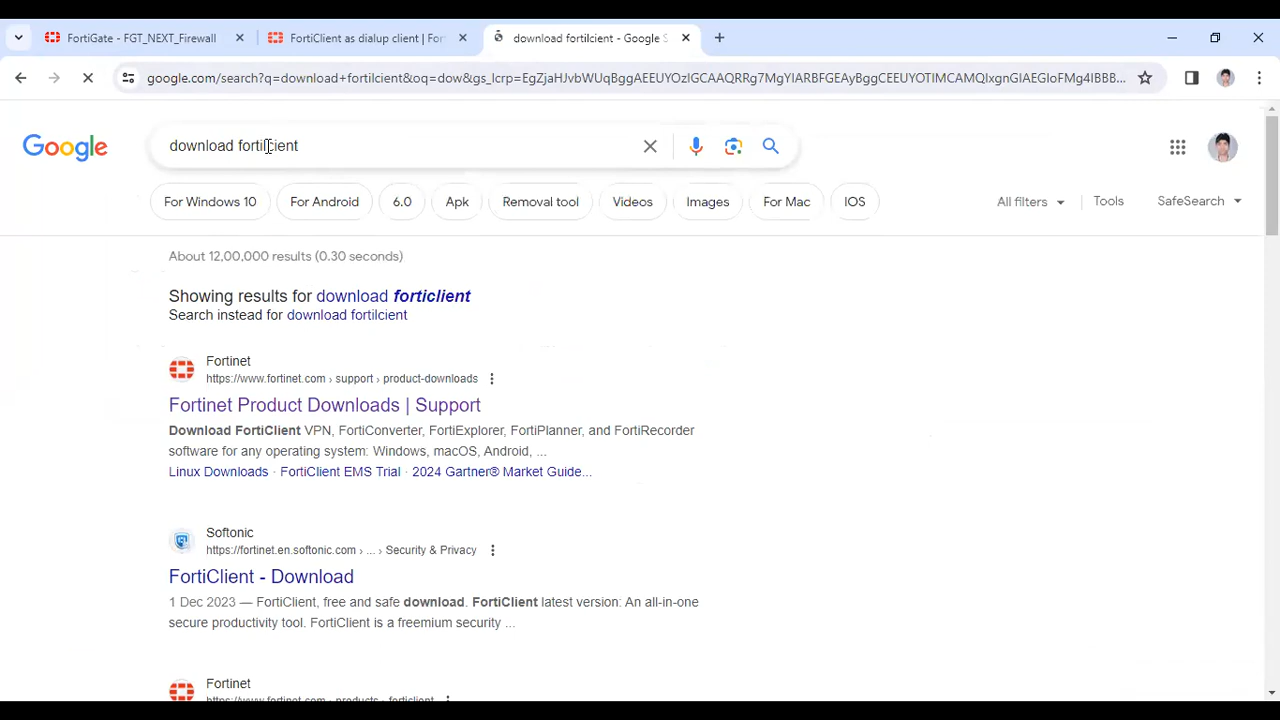 FortiGate - FGT_NEXT_Firewall
FortiClient as dialup client | For
download fortilcient - Google S
google.com/search?q=download+fortilcient&oq=dow&gs_lcrp=EgZjaHJvbWUqBggAEEUYOzIGCAAQRRg7MgYIARBFGEAyBggCEEUYOTIMCAMQIxgnGIAEGIoFMg4IBBB...
Google
download fortilcient
For Windows 10
For Android
6.0
Apk
Removal tool
Videos
Images
For Mac
IOS
All filters
Tools
SafeSearch
About 12,00,000 results (0.30 seconds)
Showing results for download forticlient
Search instead for download fortilcient
Fortinet
https://www.fortinet.com › support › product-downloads
Fortinet Product Downloads | Support
Download FortiClient VPN, FortiConverter, FortiExplorer, FortiPlanner, and FortiRecorder
software for any operating system: Windows, macOS, Android, ...
Linux Downloads · FortiClient EMS Trial · 2024 Gartner® Market Guide...
Softonic
https://fortinet.en.softonic.com › ... › Security & Privacy
FortiClient - Download
1 Dec 2023 — FortiClient, free and safe download. FortiClient latest version: An all-in-one
secure productivity tool. FortiClient is a freemium security ...
Fortinet
https://www.fortinet.com › products › forticlient